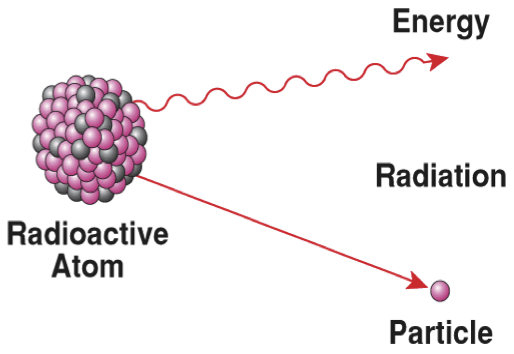 Energy
Radiation
Radioactive
Atom
Particle